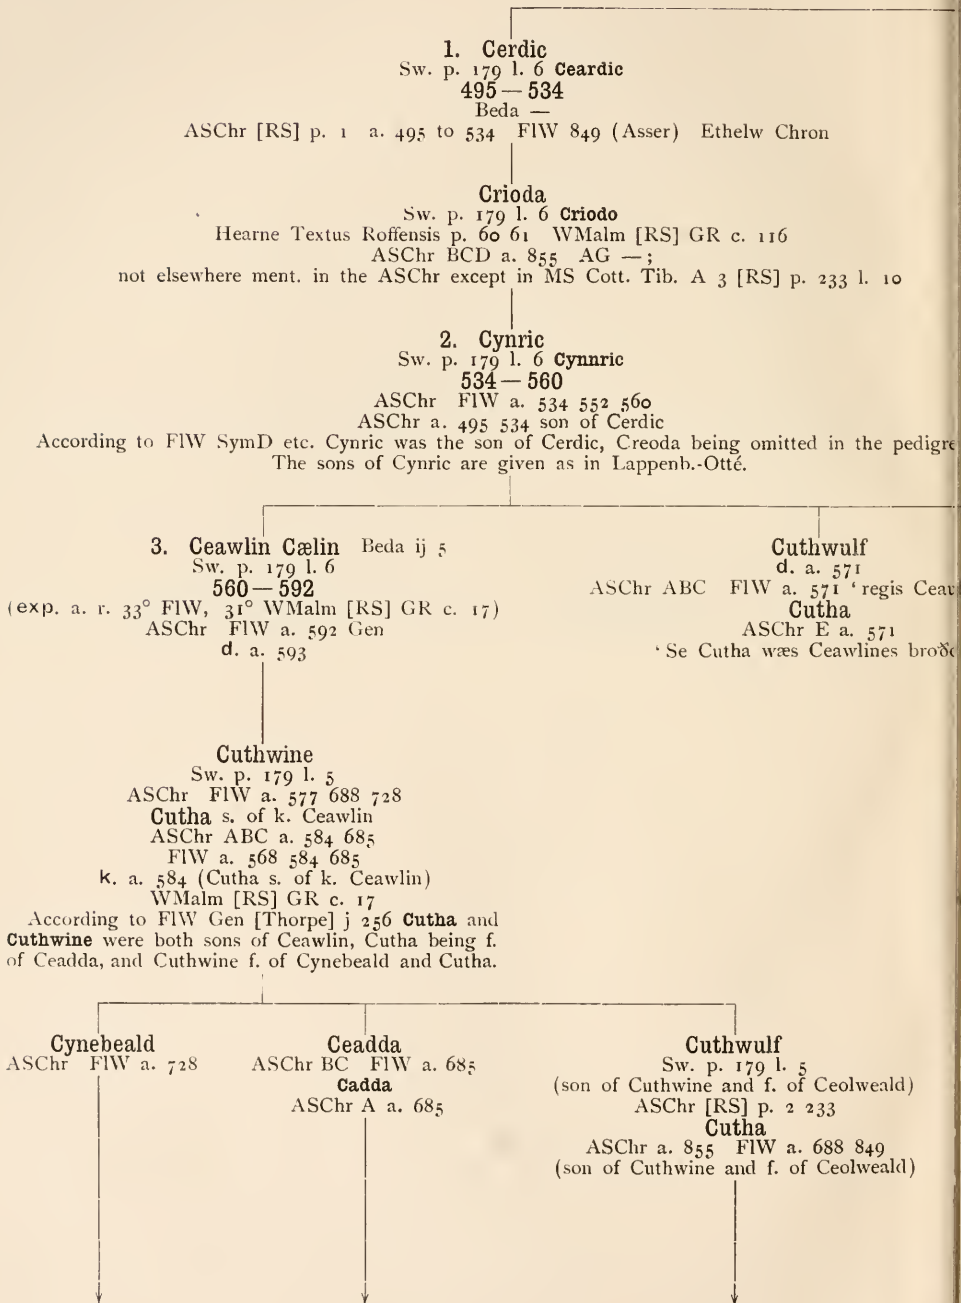 1. Cerdic
Sw. p. 179 l. 6 Ceardic
495 — 534
Beda —
ASChr [RS] p. 1 a. 495 to 534 FlW 849 (Asser) Ethelw Chron
Crioda
Sw. p. 179 l. 6 Criodo
Hearne Textus Roffensis p. 60 61 WMalm [RS] GR c. 116
ASChr BCD a. 855 AG —;
not elsewhere ment. in the ASChr except in MS Cott. Tib. A 3 [RS] p. 233 l. 10
2. Cynric
Sw. p. 179 l. 6 Cynnric
534 — 560
ASChr FlW a. 534 552 560
ASChr a. 495 534 son of Cerdic
According to FlW SymD etc. Cynric was the son of Cerdic, Creoda being omitted in the pedigre
The sons of Cynric are given as in Lappenb.-Otté.
3. Ceawlin Cælin Beda ij 5
Sw. p. 179 l. 6
560 — 592
(exp. a. r. 33° FlW, 31° WMalm [RS] GR c. 17)
ASChr FlW a. 592 Gen
d. a. 593
Cuthwulf
d. a. 571
ASChr ABC FlW a. 571 ‘regis Ceaw
Cutha
ASChr E a. 571
‘Se Cutha wæs Ceawlines broðo
Cuthwine
Sw. p. 179 l. 5
ASChr FlW a. 577 688 728
Cutha s. of k. Ceawlin
ASChr ABC a. 584 685
FlW a. 568 584 685
k. a. 584 (Cutha s. of k. Ceawlin)
WMalm [RS] GR c. 17
According to FlW Gen [Thorpe] j 256 Cutha and
Cuthwine were both sons of Ceawlin, Cutha being f.
of Ceadda, and Cuthwine f. of Cynebeald and Cutha.
Cynebeald
ASChr FlW a. 728
Ceadda
ASChr BC FlW a. 685
Cadda
ASChr A a. 685
Cuthwulf
Sw. p. 179 l. 5
(son of Cuthwine and f. of Ceolweald)
ASChr [RS] p. 2 233
Cutha
ASChr a. 855 FlW a. 688 849
(son of Cuthwine and f. of Ceolweald)